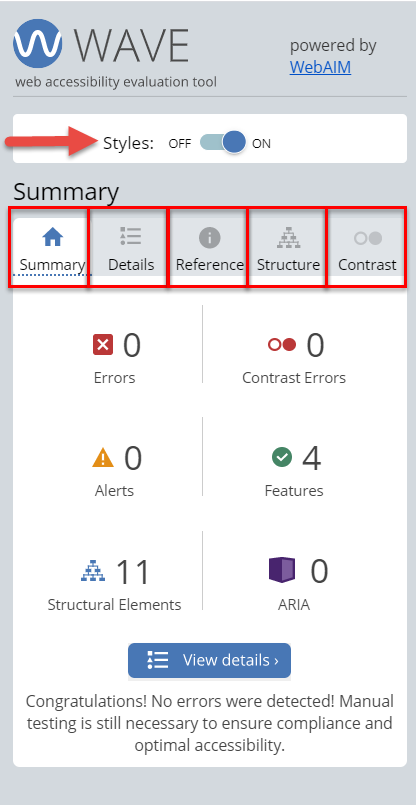 WAVE
web accessibility evaluation tool
powered by
WebAIM
Styles: OFF ON
Summary
Summary Details Reference Structure Contrast
0 0
Errors Contrast Errors
0 4
Alerts Features
11 0
Structural Elements ARIA
View details ›
Congratulations! No errors were detected! Manual
testing is still necessary to ensure compliance and
optimal accessibility.